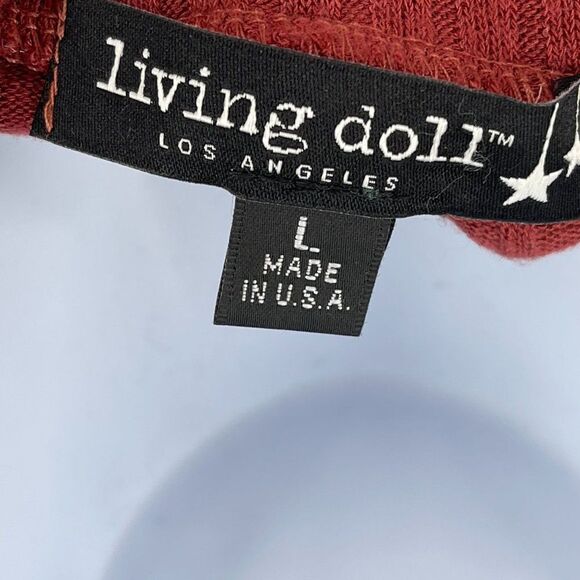 living doll™
LOS ANGELES
L
MADE
IN U.S.A.